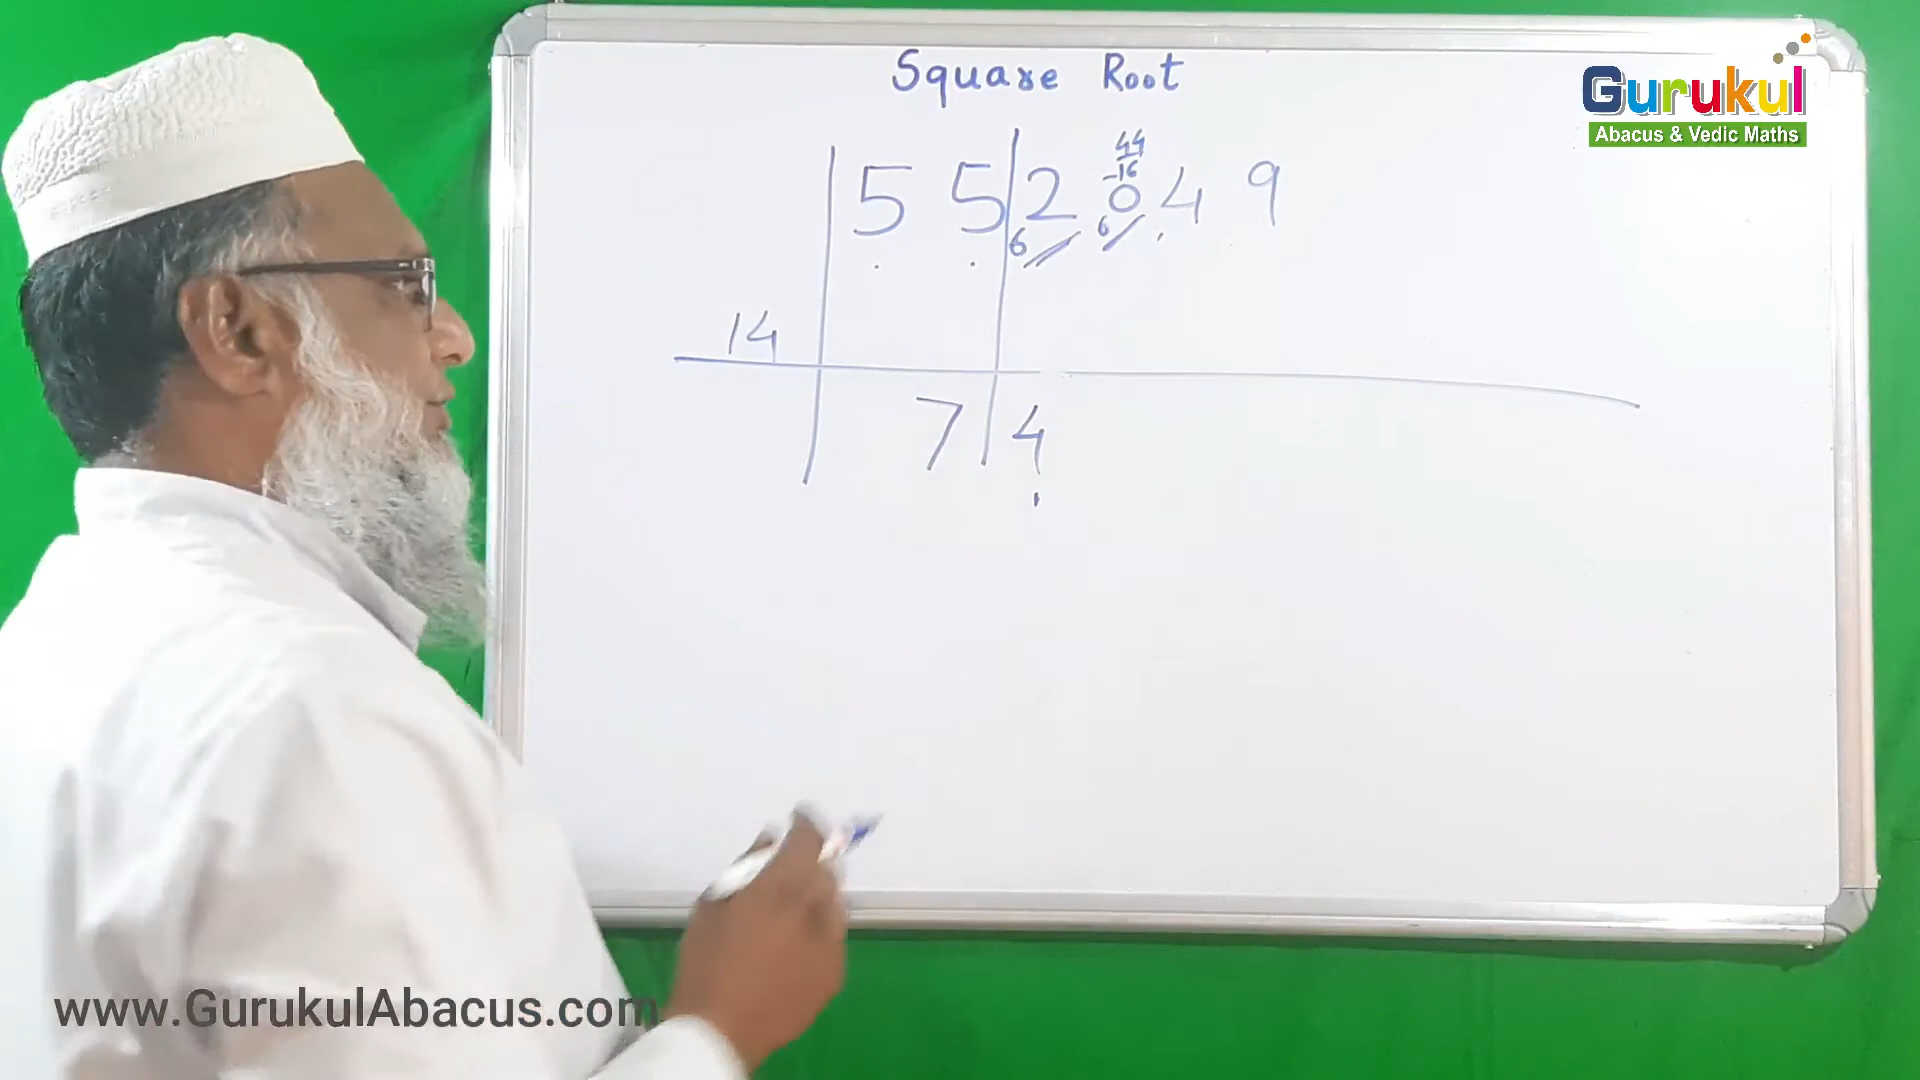 Square Root
Gurukul
Abacus & Vedic Maths
44
-16
5 5 2 0 4 9
6 6
14
7 4
www.GurukulAbacus.com